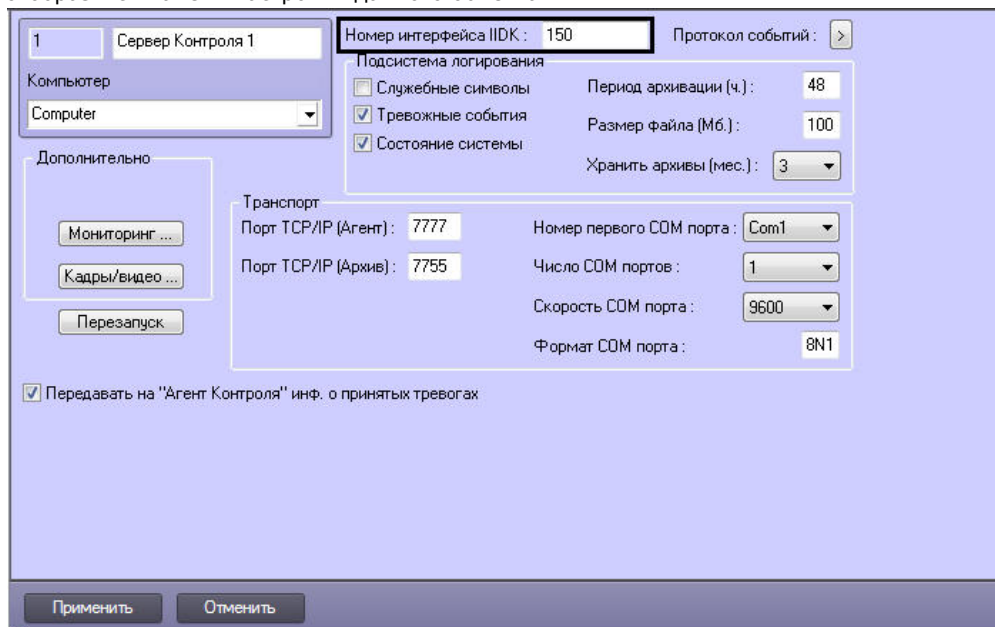 1 Сервер Контроля 1
Компьютер
Computer
Номер интерфейса IIDK : 150
Протокол событий : >
Подсистема логирования
Служебные символы
Тревожные события
Состояние системы
Период архивации (ч.) : 48
Размер файла (Мб.) : 100
Хранить архивы (мес.) : 3
Дополнительно
Мониторинг ...
Кадры/видео ...
Перезапуск
Транспорт
Порт TCP/IP (Агент) : 7777
Порт TCP/IP (Архив) : 7755
Номер первого COM порта : Com1
Число COM портов : 1
Скорость COM порта : 9600
Формат COM порта : 8N1
Передавать на "Агент Контроля" инф. о принятых тревогах
Применить
Отменить